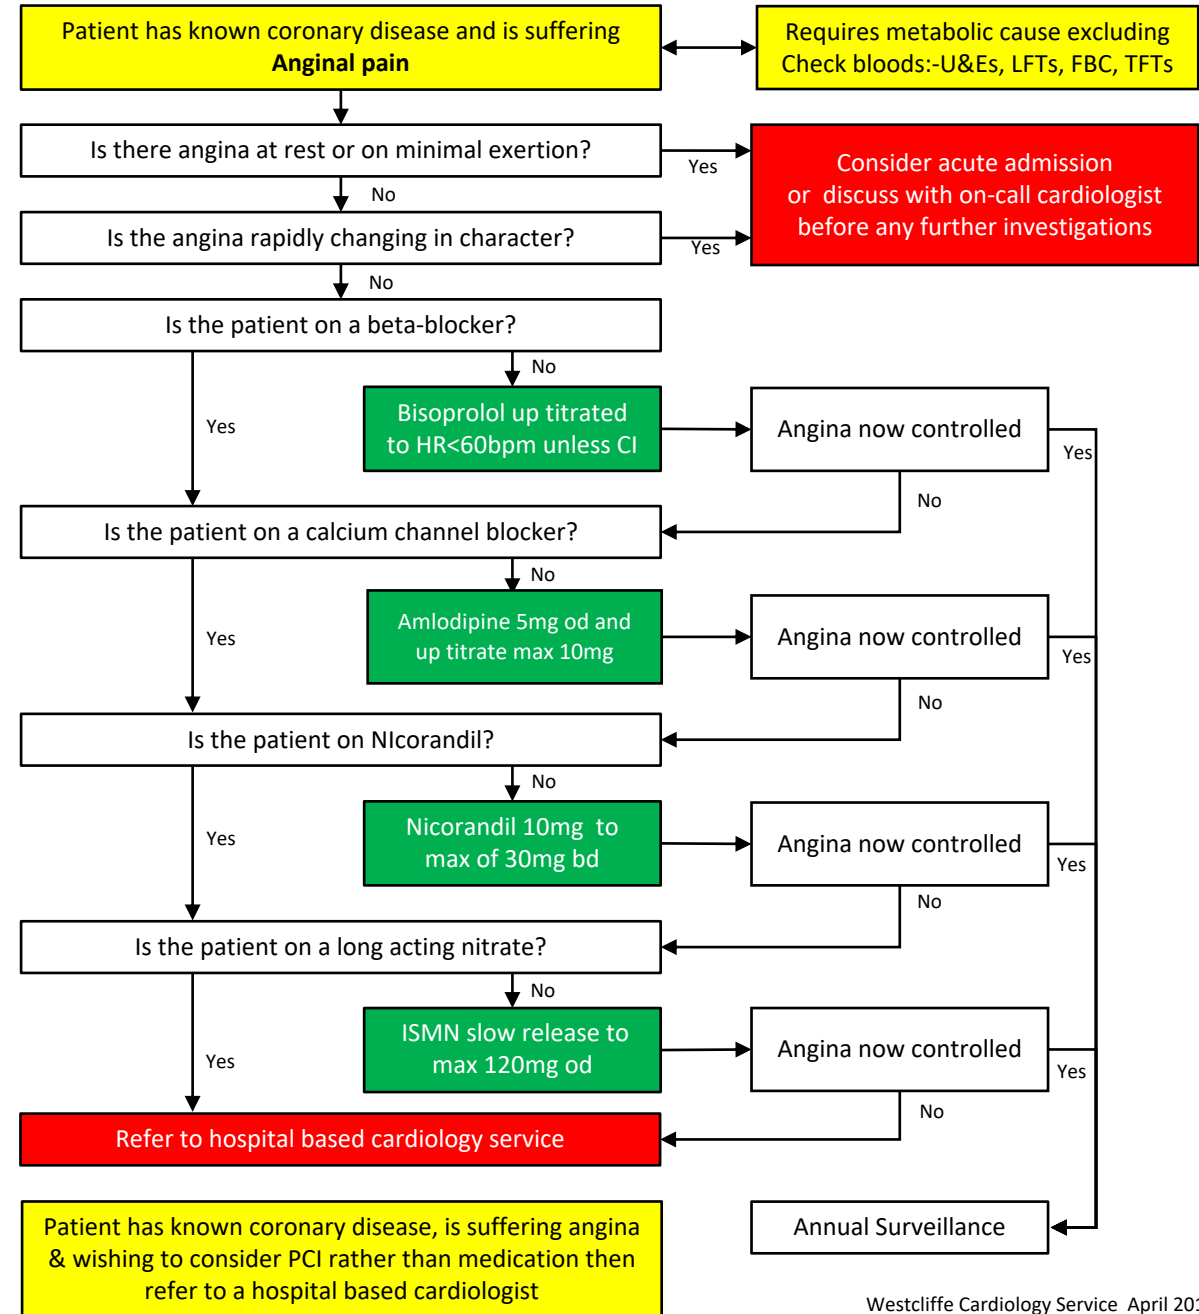 Patient has known coronary disease and is suffering
Anginal pain
Requires metabolic cause excluding
Check bloods:-U&Es, LFTs, FBC, TFTs
Is there angina at rest or on minimal exertion?
Yes
Consider acute admission
or discuss with on-call cardiologist
before any further investigations
No
Is the angina rapidly changing in character?
Yes
No
Is the patient on a beta-blocker?
No
Yes
Bisoprolol up titrated
to HR<60bpm unless CI
Angina now controlled
Yes
No
Is the patient on a calcium channel blocker?
No
Yes
Amlodipine 5mg od and
up titrate max 10mg
Angina now controlled
Yes
No
Is the patient on NIcorandil?
No
Yes
Nicorandil 10mg to
max of 30mg bd
Angina now controlled
Yes
No
Is the patient on a long acting nitrate?
No
Yes
ISMN slow release to
max 120mg od
Angina now controlled
Yes
No
Refer to hospital based cardiology service
Patient has known coronary disease, is suffering angina
& wishing to consider PCI rather than medication then
refer to a hospital based cardiologist
Annual Surveillance
Westcliffe Cardiology Service April